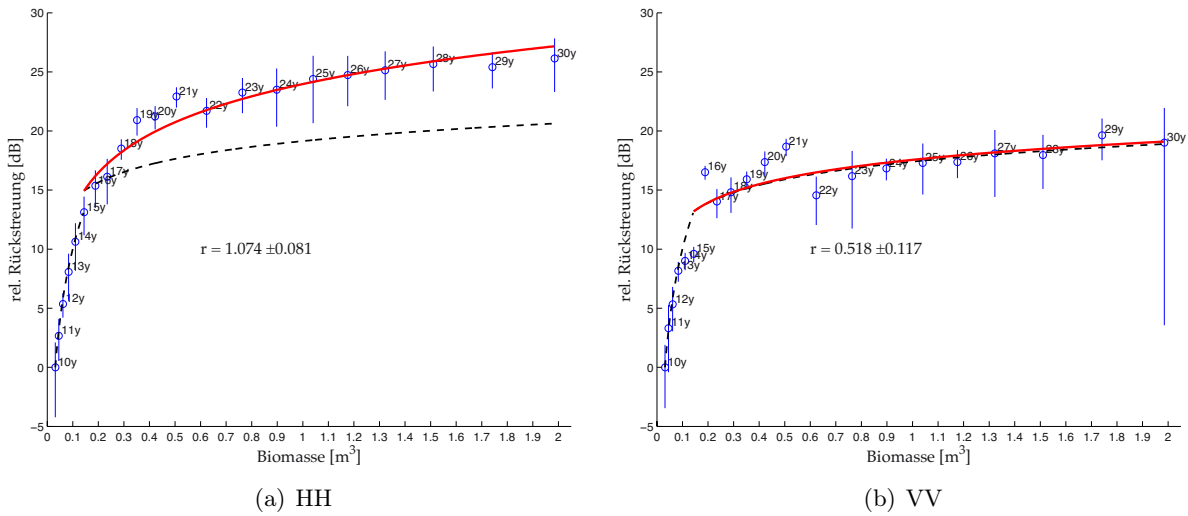 30
25
20
15
10
5
0
−5
rel. Rückstreuung [dB]
10y
11y
12y
13y
14y
15y
16y
17y
18y
19y
20y
21y
22y
23y
24y
25y
26y
27y
28y
29y
30y
r = 1.074 ±0.081
0 0.1 0.2 0.3 0.4 0.5 0.6 0.7 0.8 0.9 1 1.1 1.2 1.3 1.4 1.5 1.6 1.7 1.8 1.9 2
Biomasse [m³]
(a) HH
30
25
20
15
10
5
0
−5
rel. Rückstreuung [dB]
10y
11y
12y
13y
14y
15y
16y
17y
18y
19y
20y
21y
22y
23y
24y
25y
26y
27y
28y
29y
30y
r = 0.518 ±0.117
0 0.1 0.2 0.3 0.4 0.5 0.6 0.7 0.8 0.9 1 1.1 1.2 1.3 1.4 1.5 1.6 1.7 1.8 1.9 2
Biomasse [m³]
(b) VV